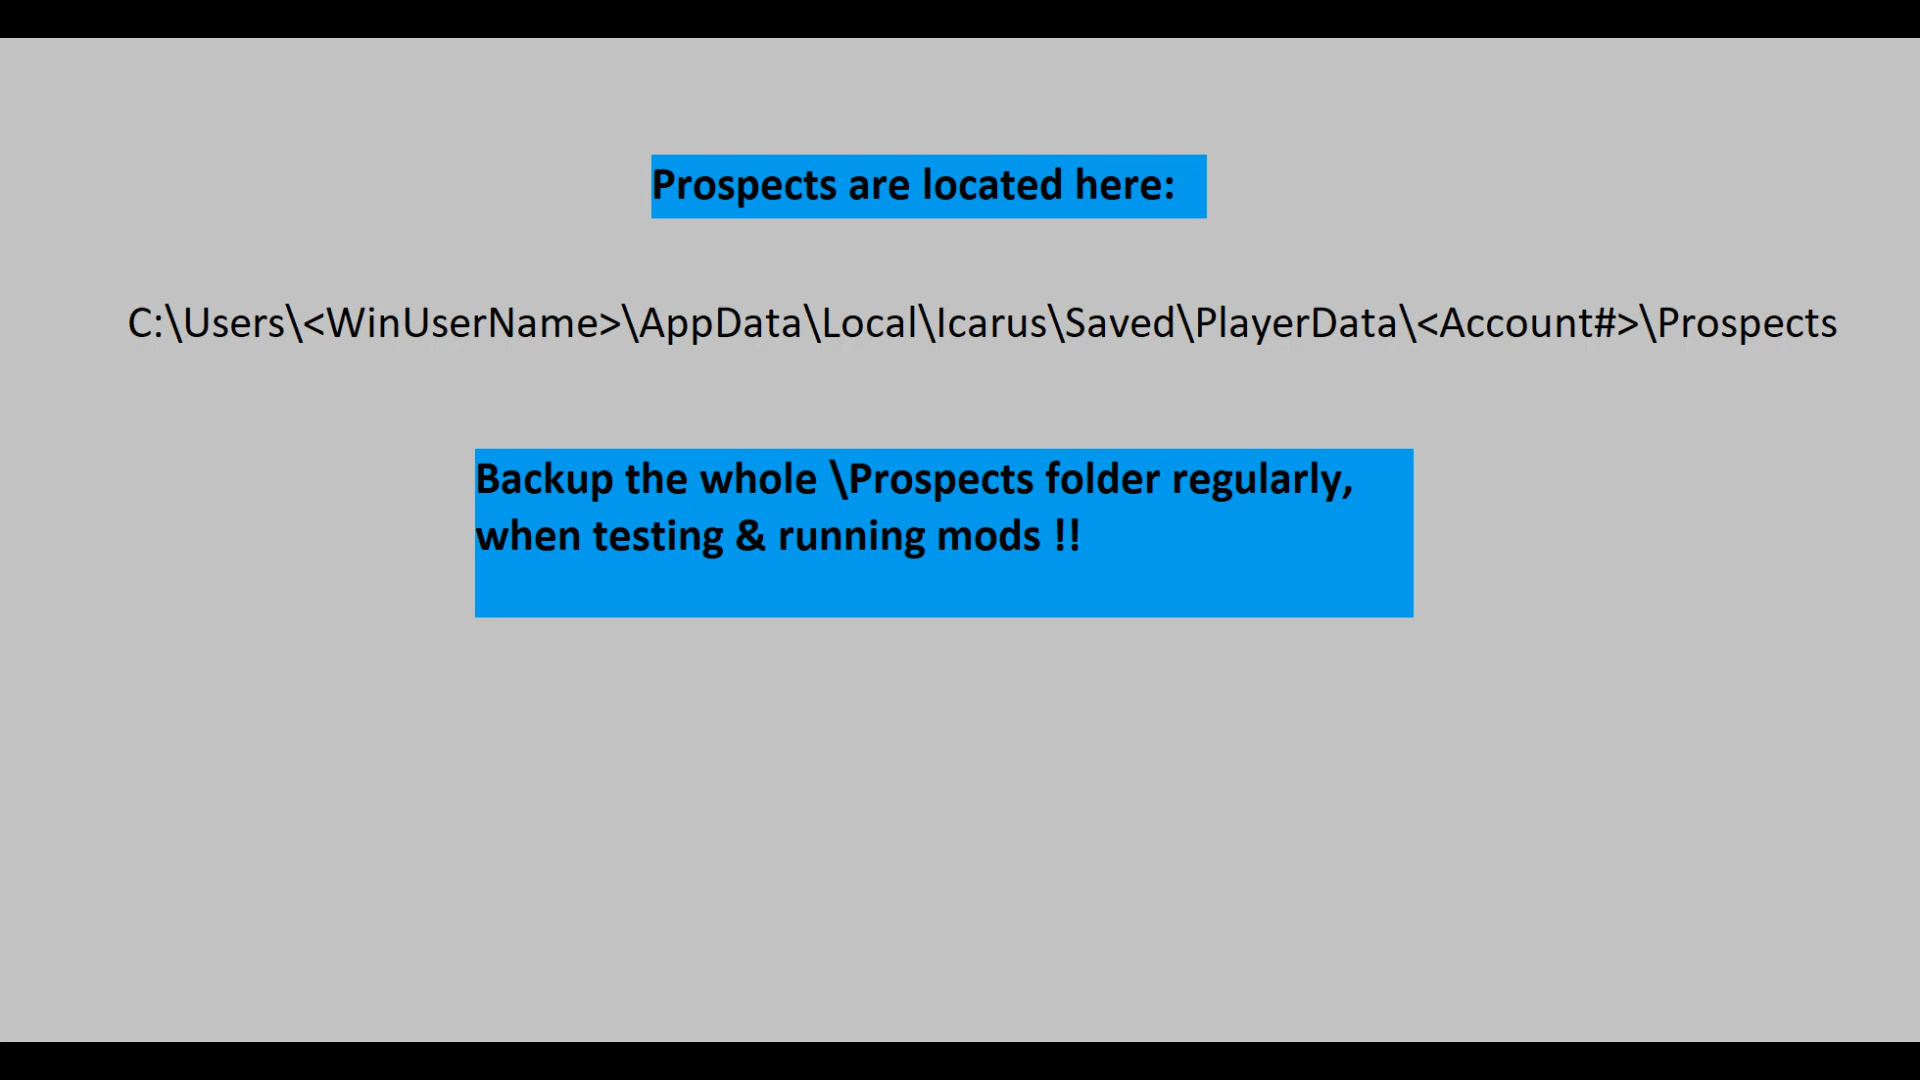 Prospects are located here:
C:\Users\<WinUserName>\AppData\Local\Icarus\Saved\PlayerData\<Account#>\Prospects
Backup the whole \Prospects folder regularly,
when testing & running mods !!